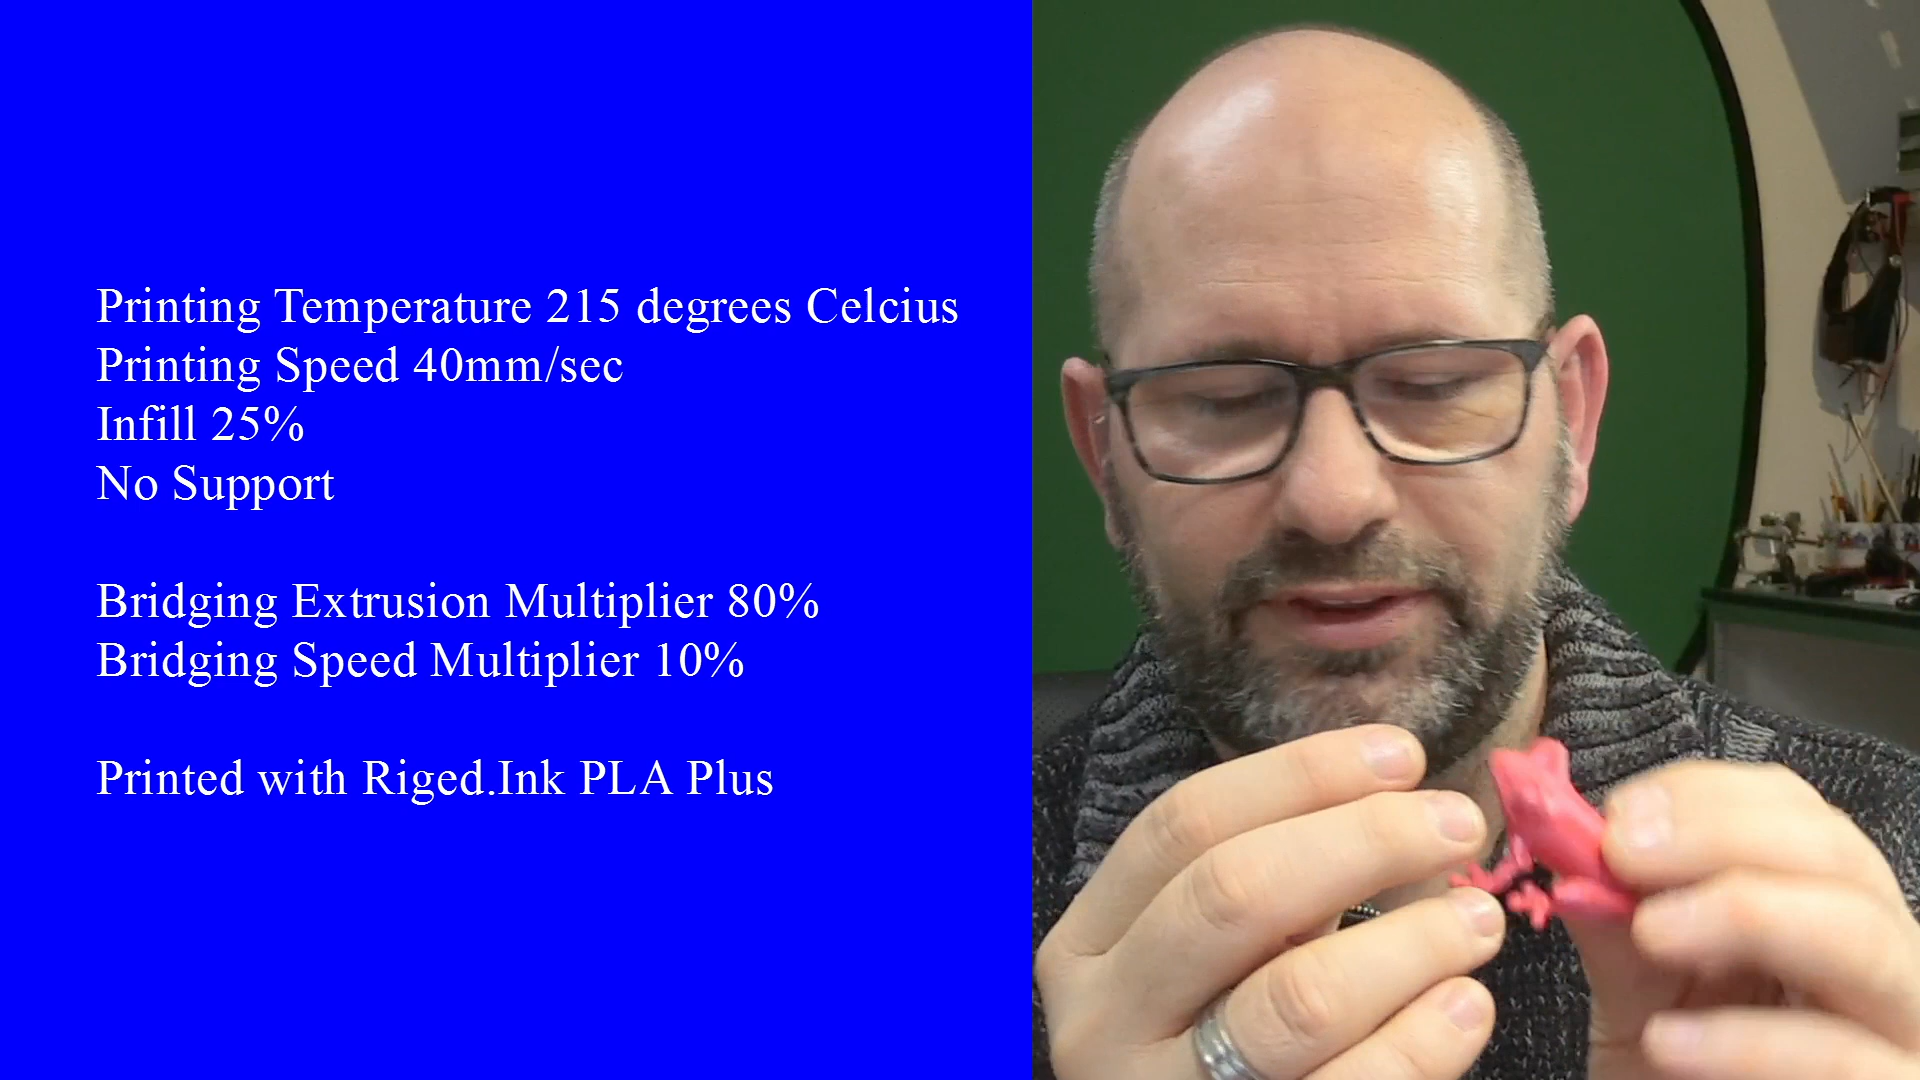 Printing Temperature 215 degrees Celcius
Printing Speed 40mm/sec
Infill 25%
No Support
Bridging Extrusion Multiplier 80%
Bridging Speed Multiplier 10%
Printed with Riged.Ink PLA Plus